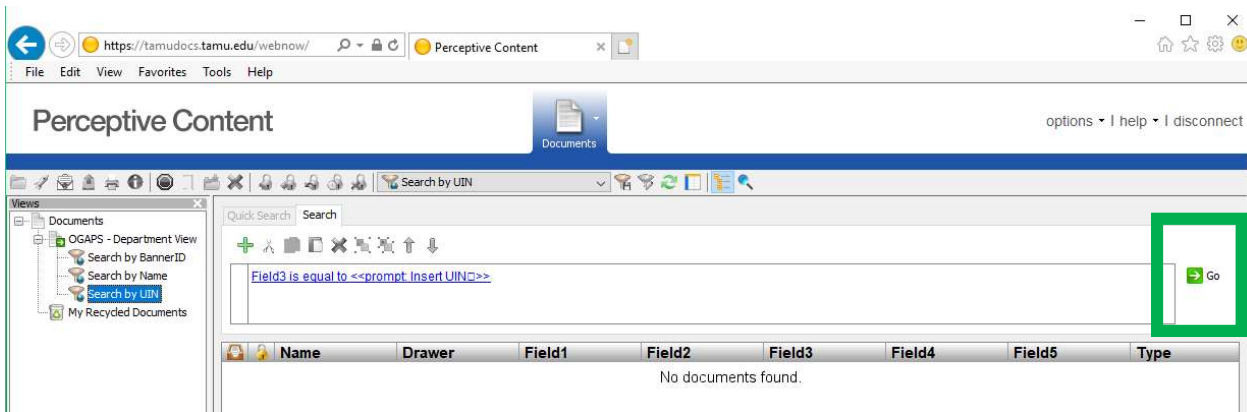 https://tamudocs.tamu.edu/webnow/ Perceptive Content
File Edit View Favorites Tools Help
Perceptive Content
Documents
options I help I disconnect
Search by UIN
Views
Documents
OGAPS - Department View
Search by BannerID
Search by Name
Search by UIN
My Recycled Documents
Quick Search Search
Field3 is equal to <<prompt: Insert UIN□>>
Go
Name Drawer Field1 Field2 Field3 Field4 Field5 Type
No documents found.